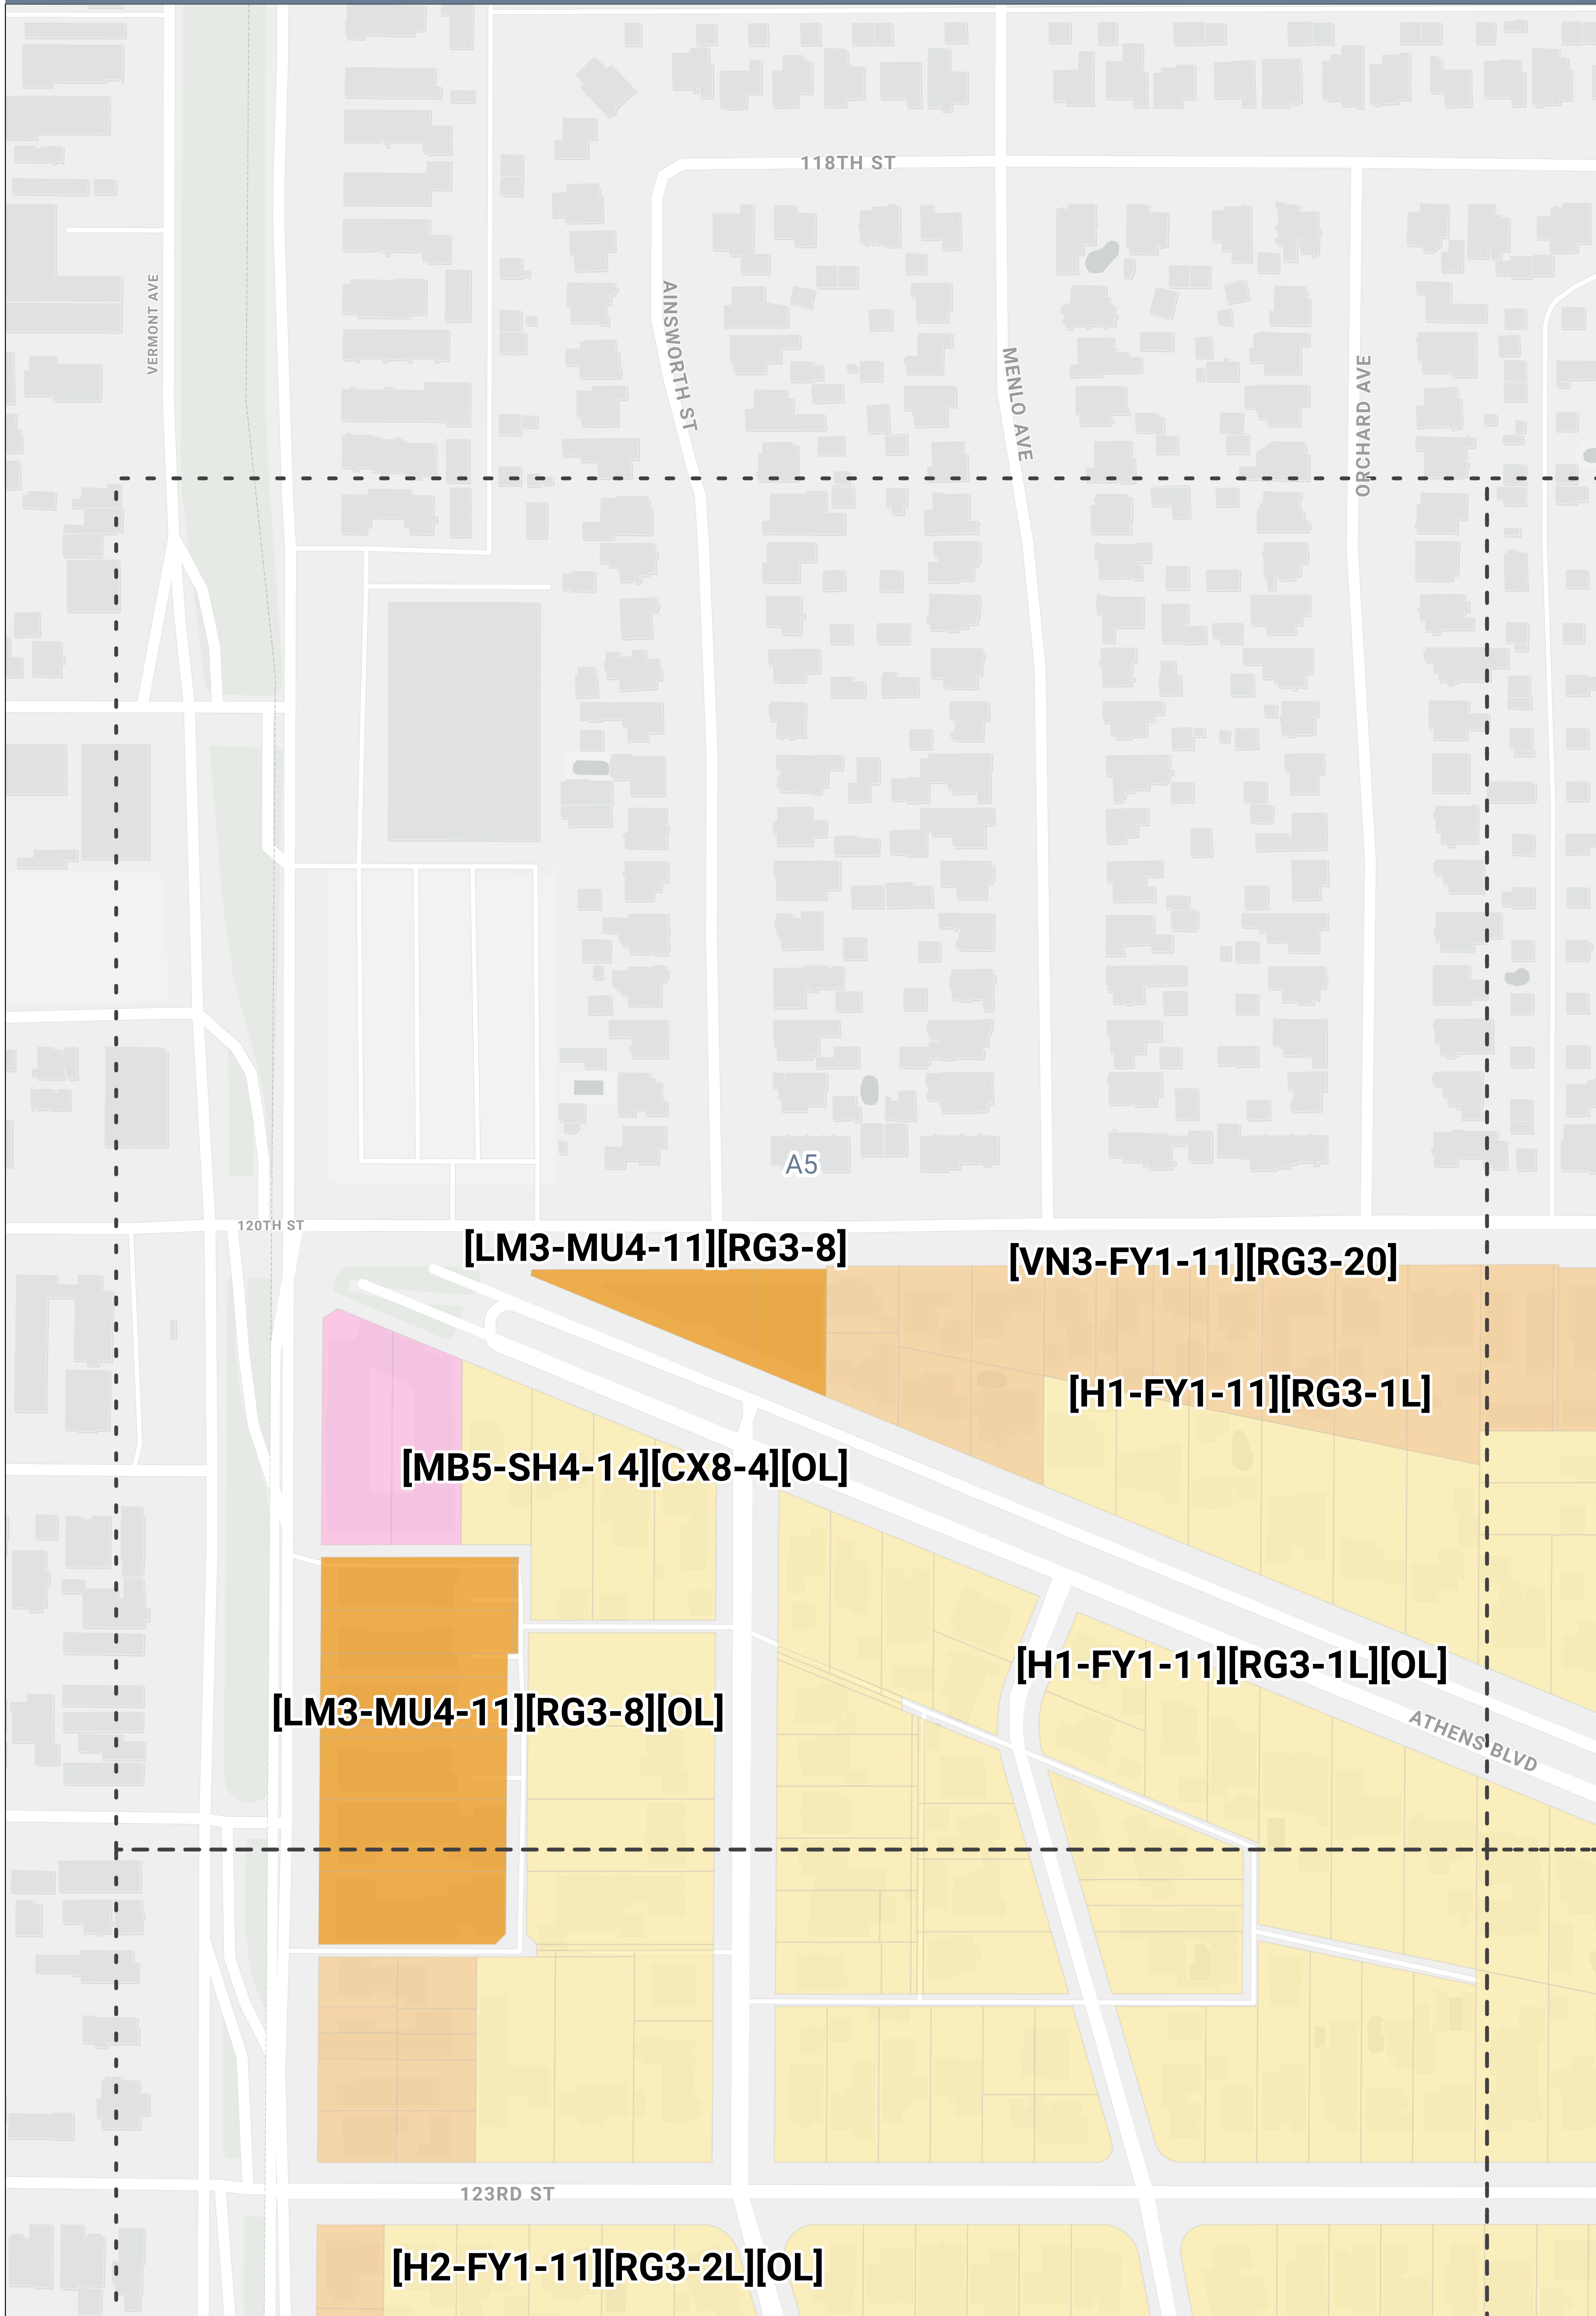 118TH ST
VERMONT AVE
AINSWORTH ST
MENLO AVE
ORCHARD AVE
A5
120TH ST
[LM3-MU4-11][RG3-8]
[VN3-FY1-11][RG3-20]
[H1-FY1-11][RG3-1L]
[MB5-SH4-14][CX8-4][OL]
[H1-FY1-11][RG3-1L][OL]
[LM3-MU4-11][RG3-8][OL]
ATHENS BLVD
123RD ST
[H2-FY1-11][RG3-2L][OL]